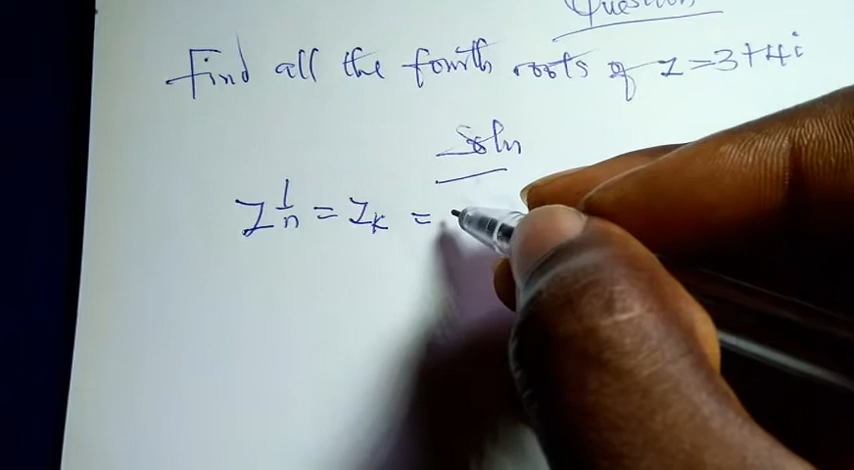 Question
Find all the fourth roots of z=3+4i
Soln
z^{1/n} = z_k =